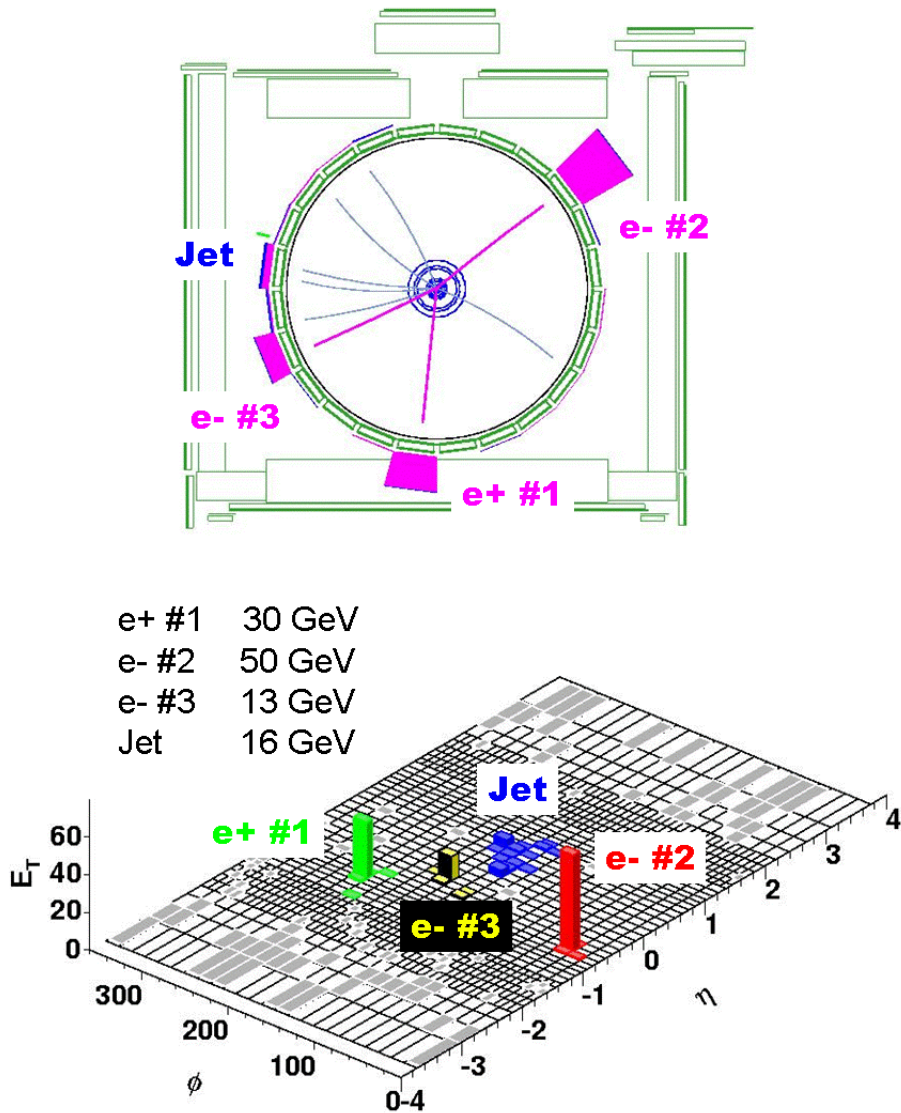 e- #2
Jet
e- #3
e+ #1
e+ #1 30 GeV
e- #2 50 GeV
e- #3 13 GeV
Jet 16 GeV
Jet
e+ #1
e- #2
e- #3
E_T
60
40
20
0
300
200
100
0
ϕ
-4
-3
-2
-1
0
1
2
3
4
η